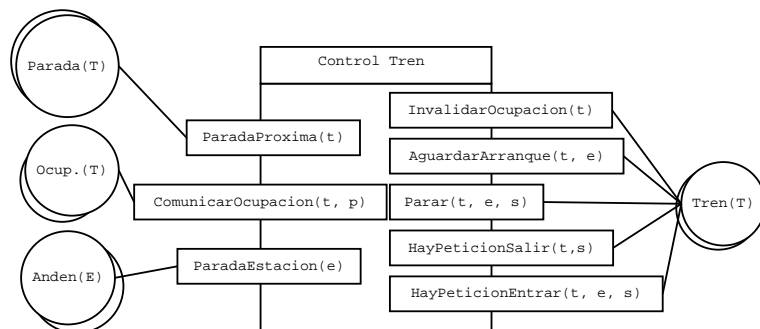 Control Tren
Parada(T)
ParadaProxima(t)
InvalidarOcupacion(t)
AguardarArranque(t, e)
Ocup.(T)
ComunicarOcupacion(t, p)
Parar(t, e, s)
Tren(T)
HayPeticionSalir(t,s)
Anden(E)
ParadaEstacion(e)
HayPeticionEntrar(t, e, s)